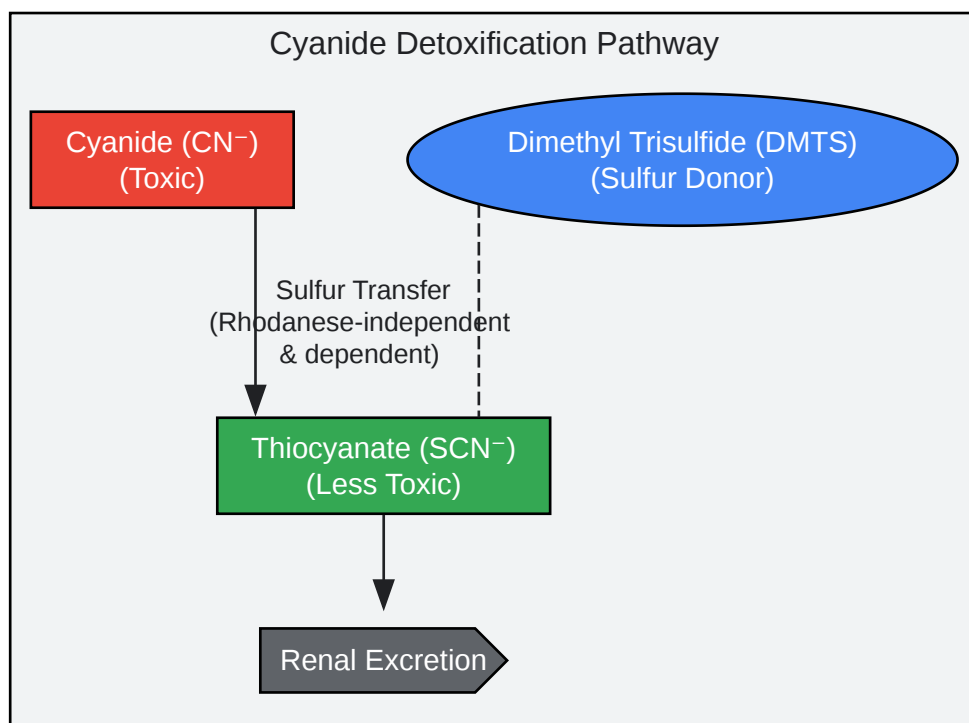 Cyanide Detoxification Pathway
Cyanide (CN⁻)
(Toxic)
Dimethyl Trisulfide (DMTS)
(Sulfur Donor)
Sulfur Transfer
(Rhodanese-independent
& dependent)
Thiocyanate (SCN⁻)
(Less Toxic)
Renal Excretion